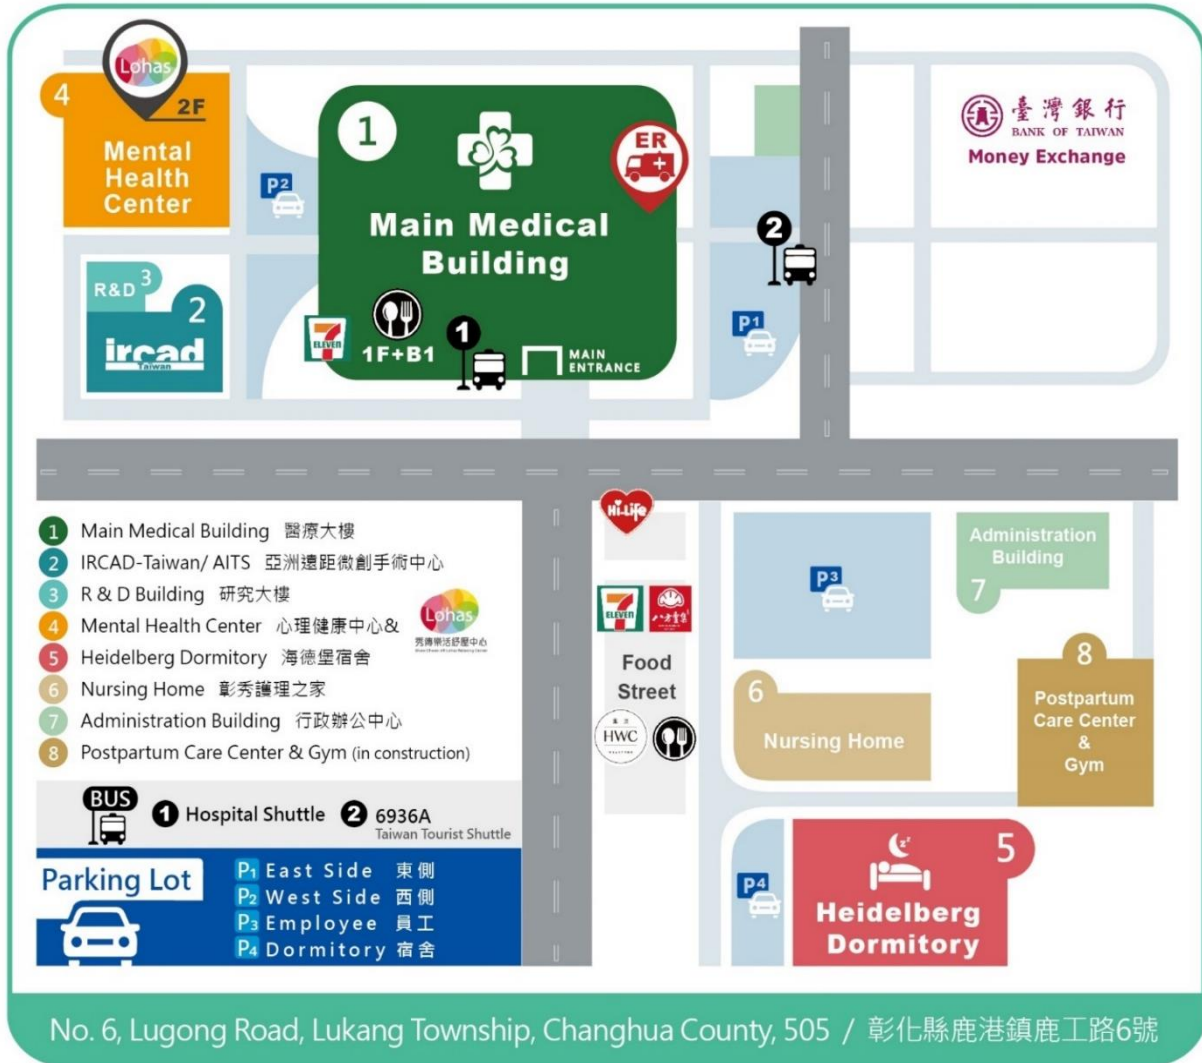 Lohas
2F
4
Mental
Health
Center
P2
1
ER
Main Medical
Building
7
ELEVEN
1F+B1
1
MAIN
ENTRANCE
2
P1
臺灣銀行
BANK OF TAIWAN
Money Exchange
R&D
3
2
ircad
Taiwan
1 Main Medical Building 醫療大樓
2 IRCAD-Taiwan/ AITS 亞洲遠距微創手術中心
3 R & D Building 研究大樓
4 Mental Health Center 心理健康中心&
Lohas
秀傳樂活舒壓中心
5 Heidelberg Dormitory 海德堡宿舍
6 Nursing Home 彰秀護理之家
7 Administration Building 行政辦公中心
8 Postpartum Care Center & Gym (in construction)
BUS
1 Hospital Shuttle 2 6936A
Taiwan Tourist Shuttle
Parking Lot
P1 East Side 東側
P2 West Side 西側
P3 Employee 員工
P4 Dormitory 宿舍
Hi-Life
7
ELEVEN
八方雲集
Food
Street
HWC
P3
Administration
Building
7
6
Nursing Home
8
Postpartum
Care Center
&
Gym
P4
5
Heidelberg
Dormitory
No. 6, Lugong Road, Lukang Township, Changhua County, 505 / 彰化縣鹿港鎮鹿工路6號